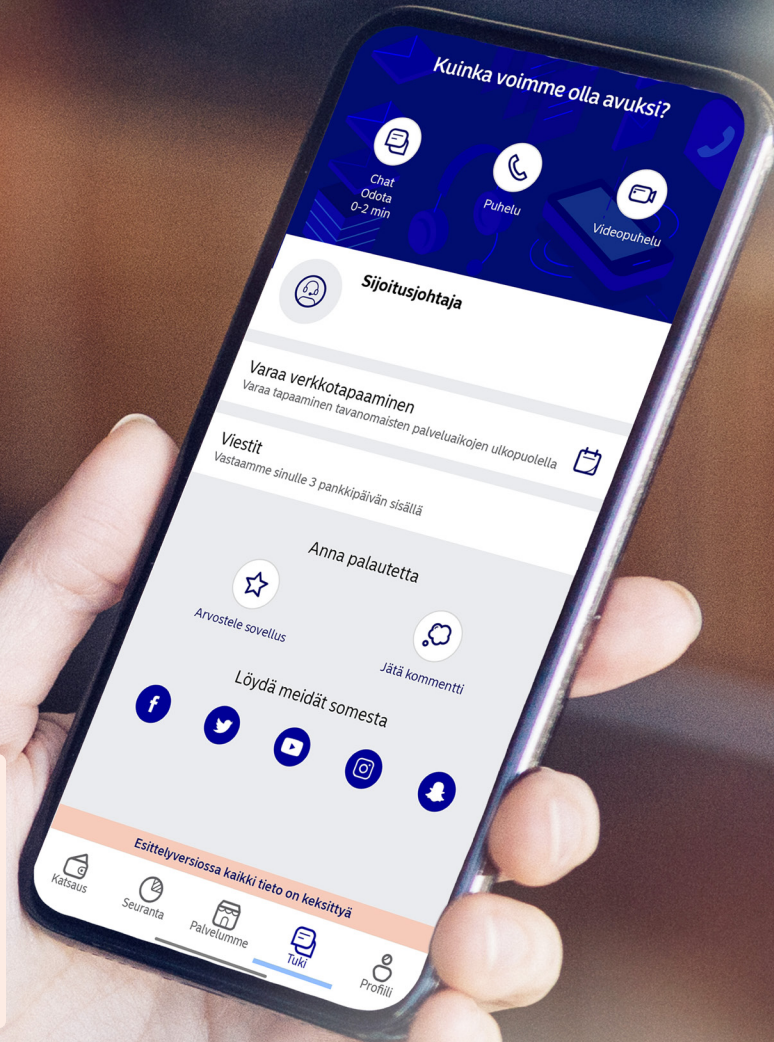 Kuinka voimme olla avuksi?
Chat
Odota
0-2 min
Puhelu
Videopuhelu
Sijoitusjohtaja
Varaa verkkotapaaminen
Varaa tapaaminen tavanomaisten palveluaikojen ulkopuolella
Viestit
Vastaamme sinulle 3 pankkipäivän sisällä
Anna palautetta
Arvostele sovellus
Jätä kommentti
Löydä meidät somesta
Esittelyversiossa kaikki tieto on keksittyä
Katsaus
Seuranta
Palvelumme
Tuki
Profiili